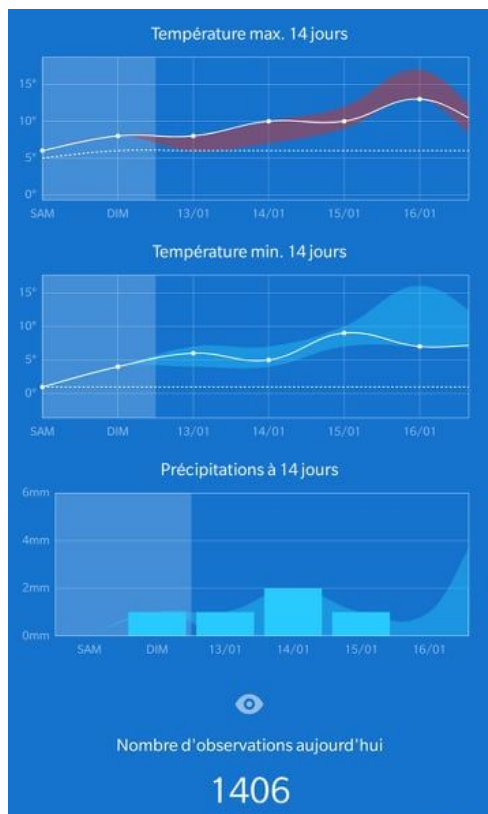 Température max. 14 jours
15°
10°
5°
0°
SAM DIM 13/01 14/01 15/01 16/01
Température min. 14 jours
15°
10°
5°
0°
SAM DIM 13/01 14/01 15/01 16/01
Précipitations à 14 jours
6mm
4mm
2mm
0mm
SAM DIM 13/01 14/01 15/01 16/01
Nombre d'observations aujourd'hui
1406